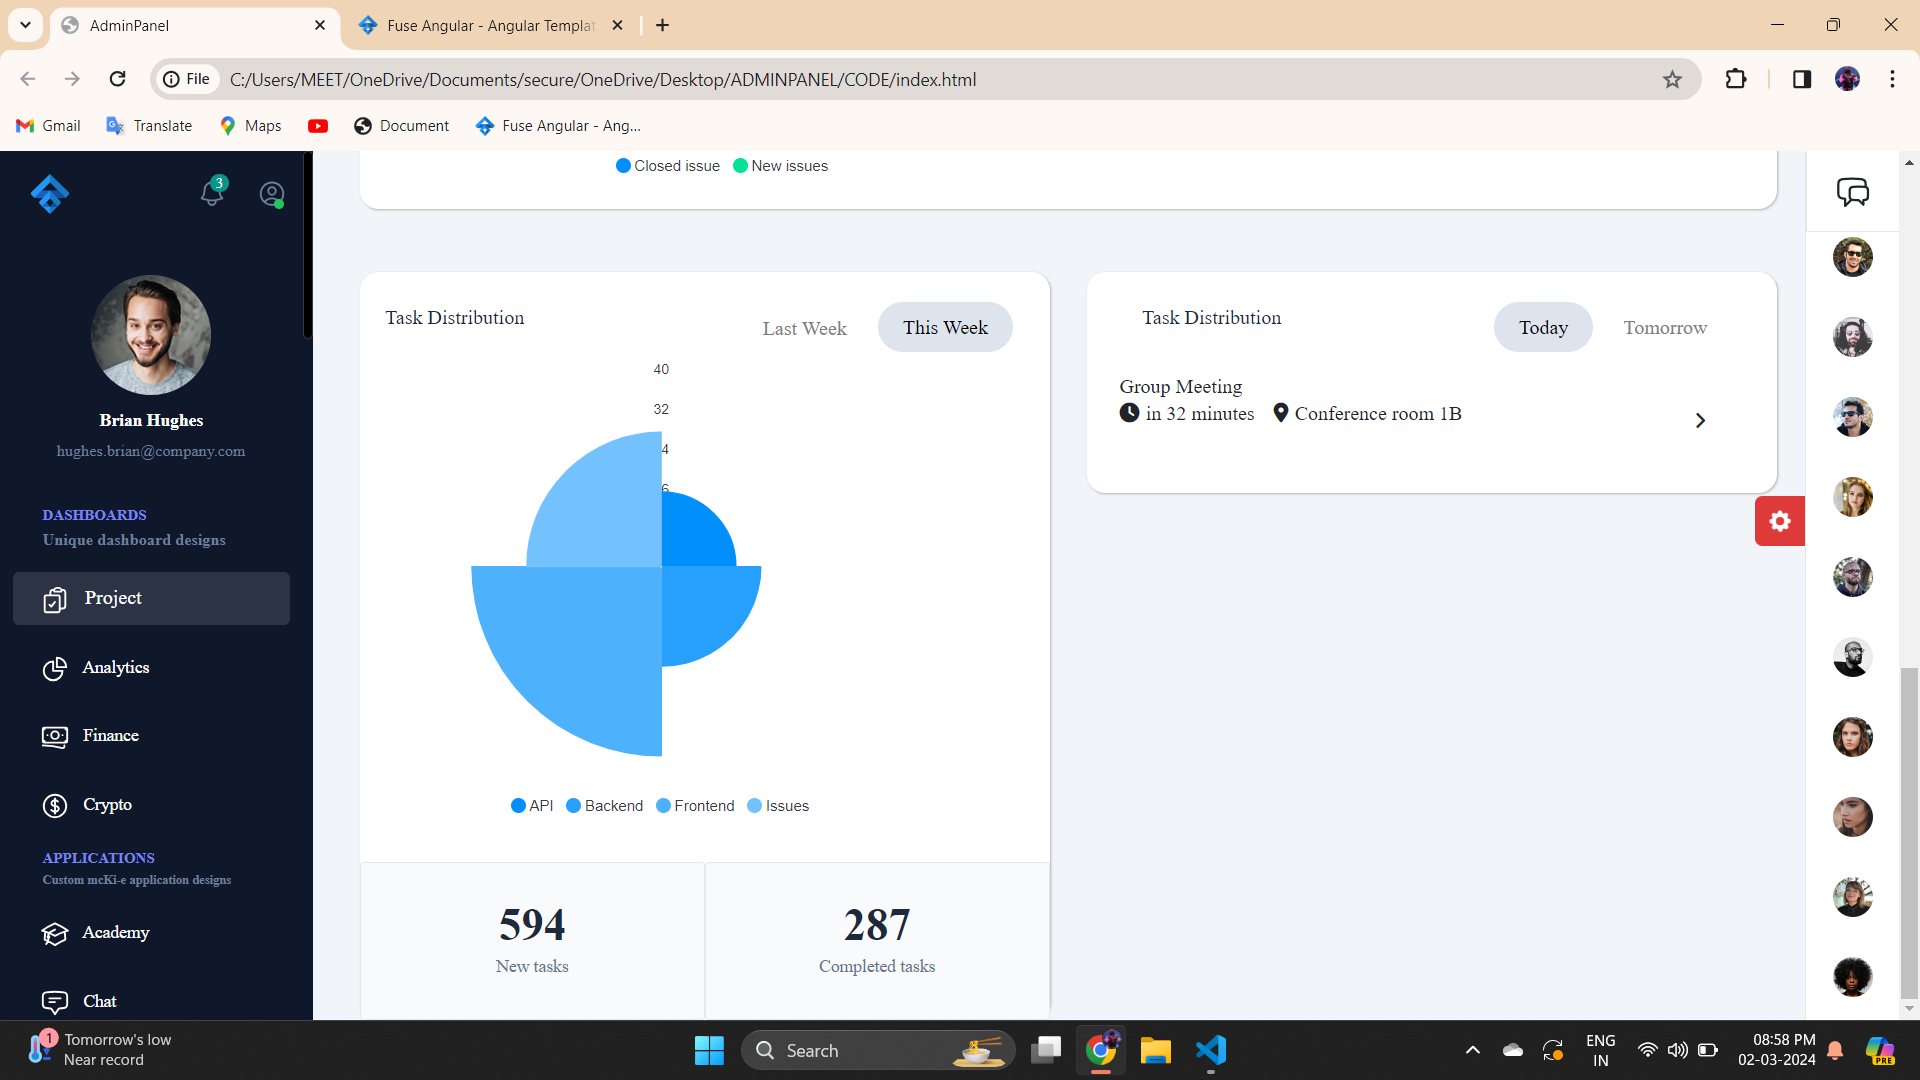 AdminPanel
Fuse Angular - Angular Templat
File
C:/Users/MEET/OneDrive/Documents/secure/OneDrive/Desktop/ADMINPANEL/CODE/index.html
Gmail
Translate
Maps
Document
Fuse Angular - Ang...
3
Brian Hughes
hughes.brian@company.com
DASHBOARDS
Unique dashboard designs
Project
Analytics
Finance
Crypto
APPLICATIONS
Custom mcKi-e application designs
Academy
Chat
Closed issue
New issues
Task Distribution
Last Week
This Week
40
32
4
6
API
Backend
Frontend
Issues
594
New tasks
287
Completed tasks
Task Distribution
Today
Tomorrow
Group Meeting
in 32 minutes
Conference room 1B
1
Tomorrow's low
Near record
Search
ENG
IN
08:58 PM
02-03-2024
PRE